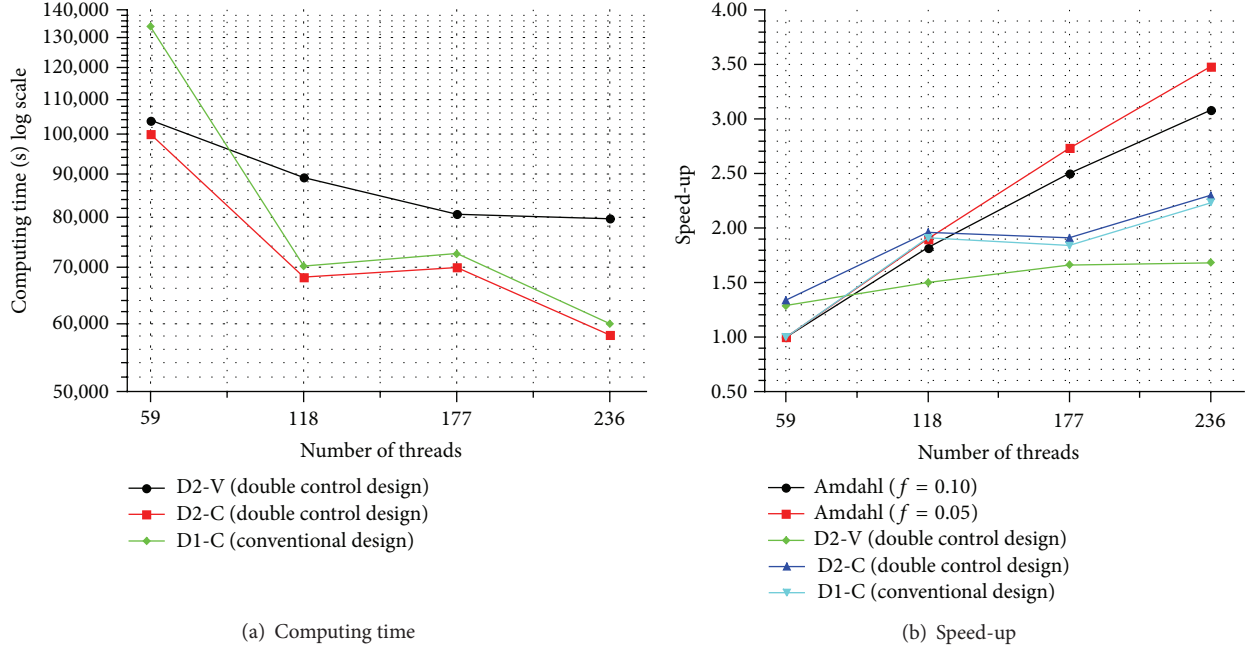 140,000
130,000
120,000
110,000
100,000
90,000
80,000
70,000
60,000
50,000
Computing time (s) log scale
59 118 177 236
Number of threads
D2-V (double control design)
D2-C (double control design)
D1-C (conventional design)
(a) Computing time
4.00
3.50
3.00
2.50
2.00
1.50
1.00
0.50
Speed-up
59 118 177 236
Number of threads
Amdahl (f = 0.10)
Amdahl (f = 0.05)
D2-V (double control design)
D2-C (double control design)
D1-C (conventional design)
(b) Speed-up